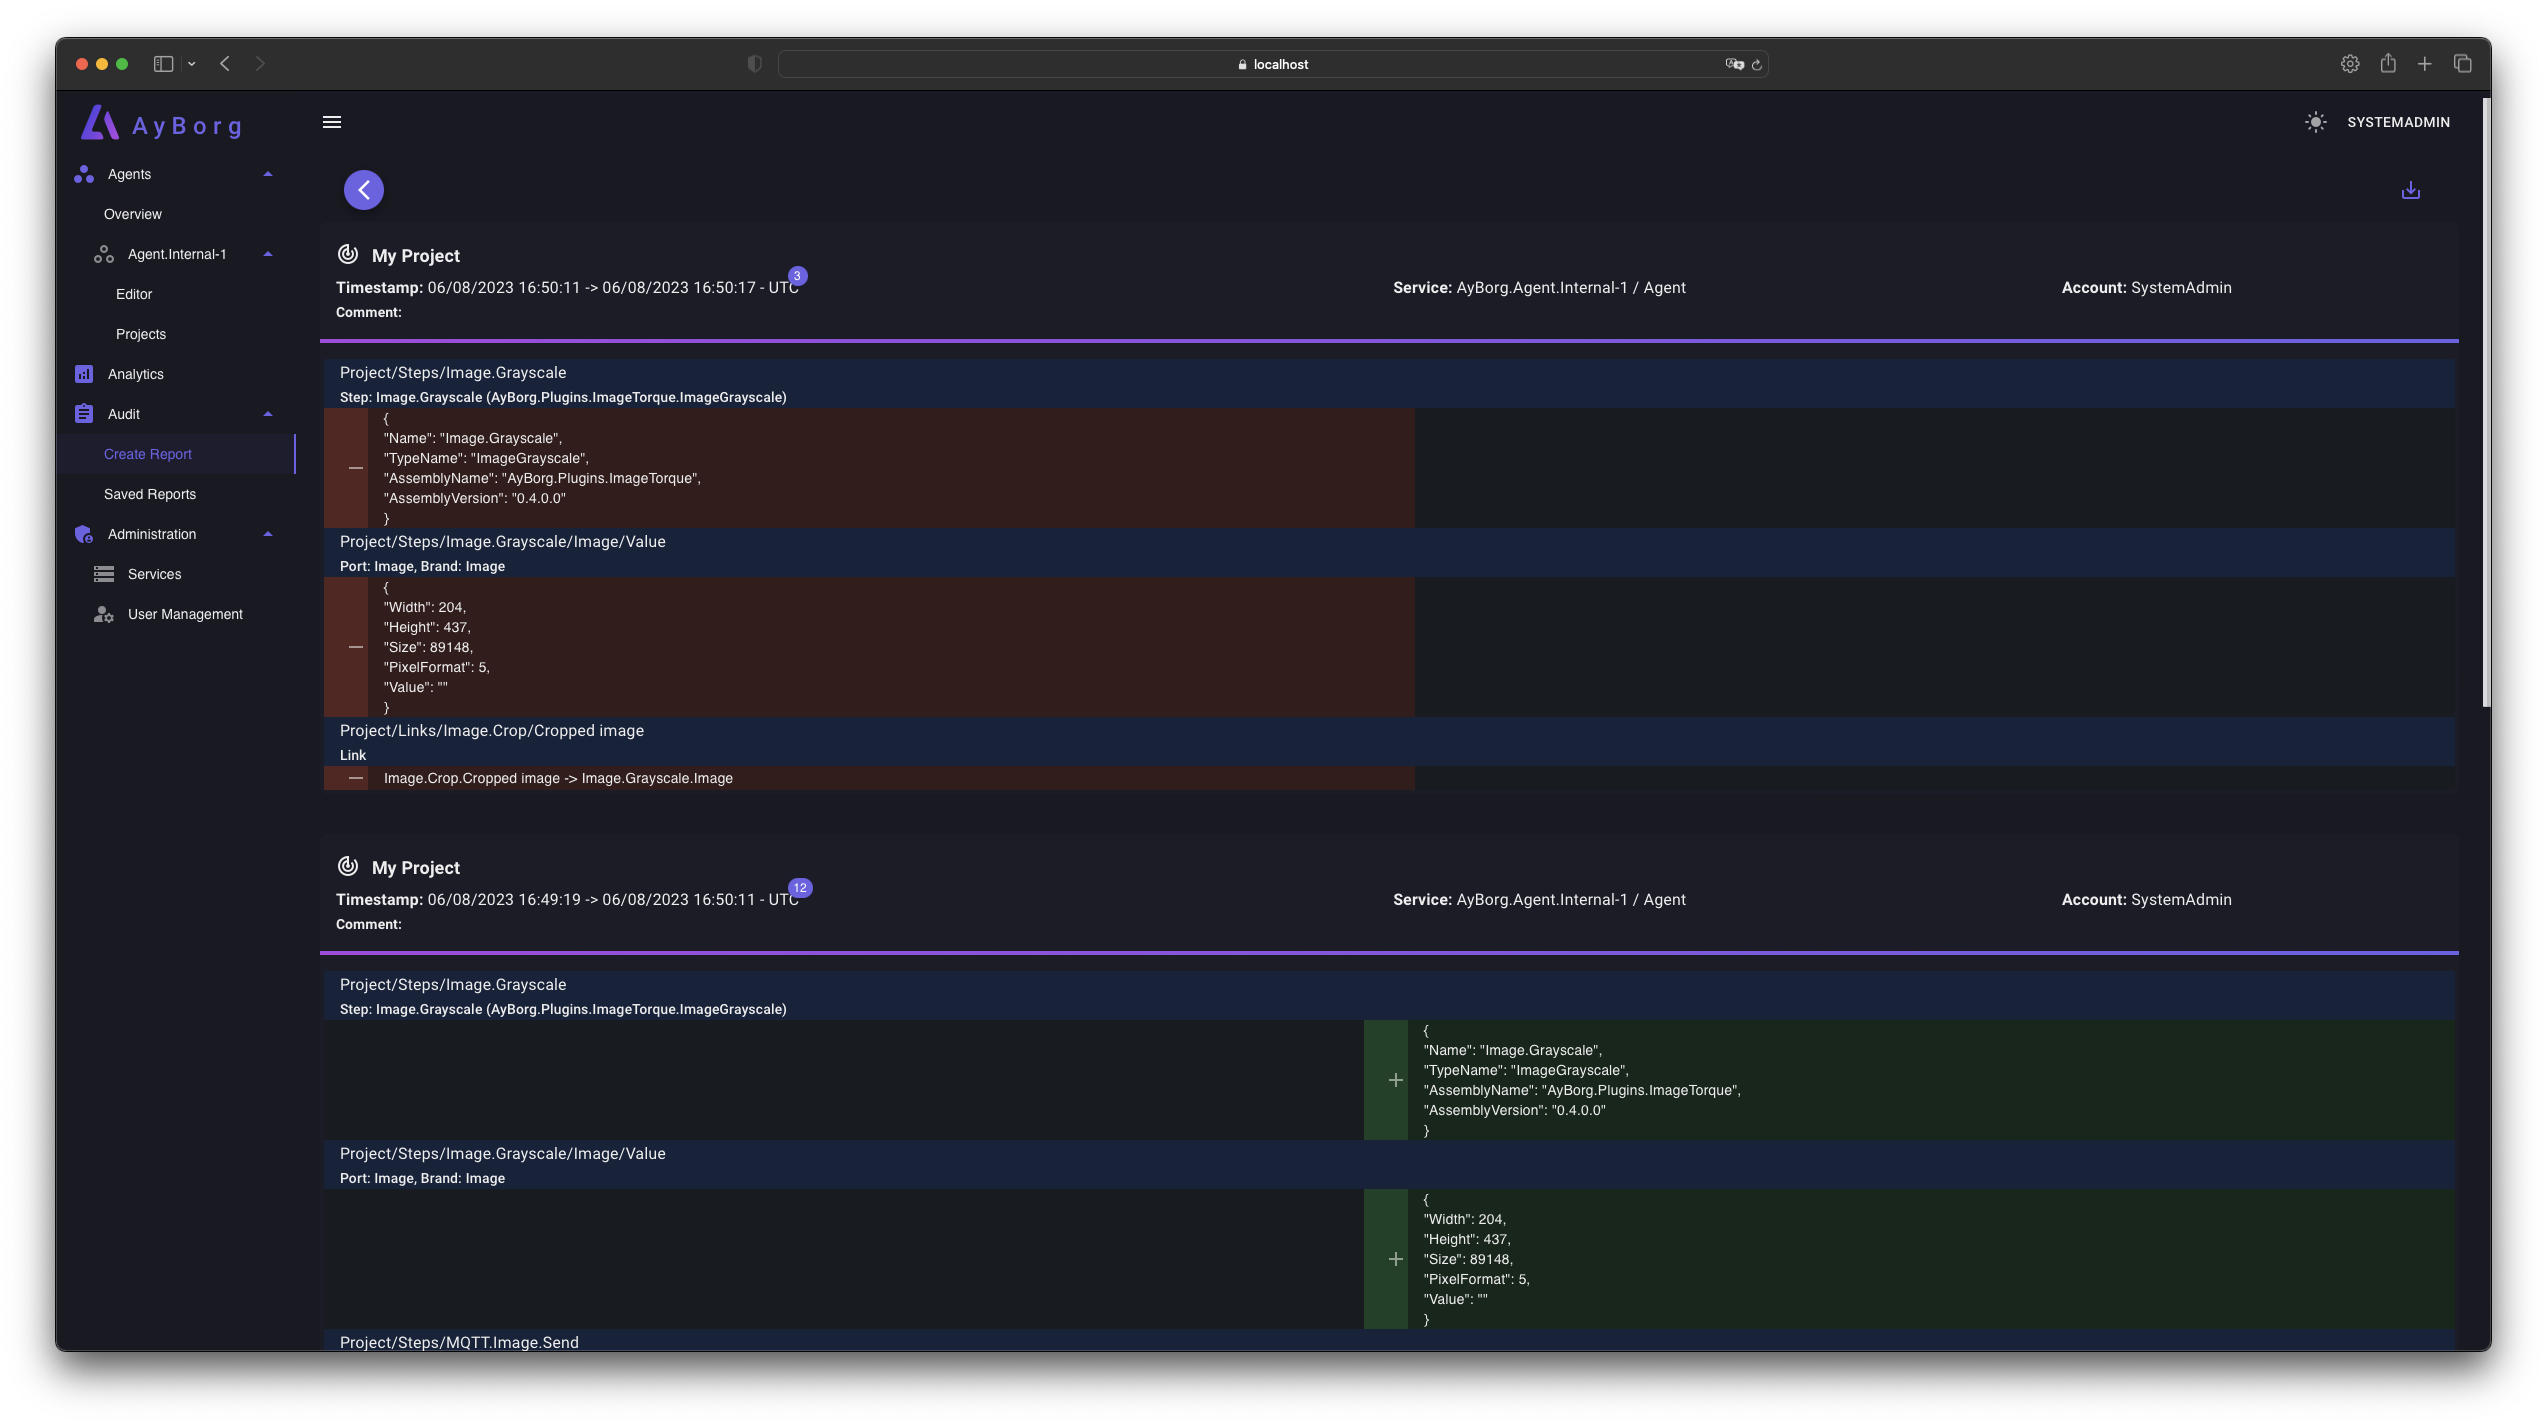 localhost
AyBorg
SYSTEMADMIN
Agents
Overview
Agent.Internal-1
Editor
Projects
Analytics
Audit
Create Report
Saved Reports
Administration
Services
User Management
My Project
3
Timestamp: 06/08/2023 16:50:11 -> 06/08/2023 16:50:17 - UTC
Service: AyBorg.Agent.Internal-1 / Agent
Account: SystemAdmin
Comment:
Project/Steps/Image.Grayscale
Step: Image.Grayscale (AyBorg.Plugins.ImageTorque.ImageGrayscale)
{
"Name": "Image.Grayscale",
"TypeName": "ImageGrayscale",
"AssemblyName": "AyBorg.Plugins.ImageTorque",
"AssemblyVersion": "0.4.0.0"
}
Project/Steps/Image.Grayscale/Image/Value
Port: Image, Brand: Image
{
"Width": 204,
"Height": 437,
"Size": 89148,
"PixelFormat": 5,
"Value": ""
}
Project/Links/Image.Crop/Cropped image
Link
Image.Crop.Cropped image -> Image.Grayscale.Image
My Project
12
Timestamp: 06/08/2023 16:49:19 -> 06/08/2023 16:50:11 - UTC
Service: AyBorg.Agent.Internal-1 / Agent
Account: SystemAdmin
Comment:
Project/Steps/Image.Grayscale
Step: Image.Grayscale (AyBorg.Plugins.ImageTorque.ImageGrayscale)
{
"Name": "Image.Grayscale",
"TypeName": "ImageGrayscale",
"AssemblyName": "AyBorg.Plugins.ImageTorque",
"AssemblyVersion": "0.4.0.0"
}
Project/Steps/Image.Grayscale/Image/Value
Port: Image, Brand: Image
{
"Width": 204,
"Height": 437,
"Size": 89148,
"PixelFormat": 5,
"Value": ""
}
Project/Steps/MQTT.Image.Send